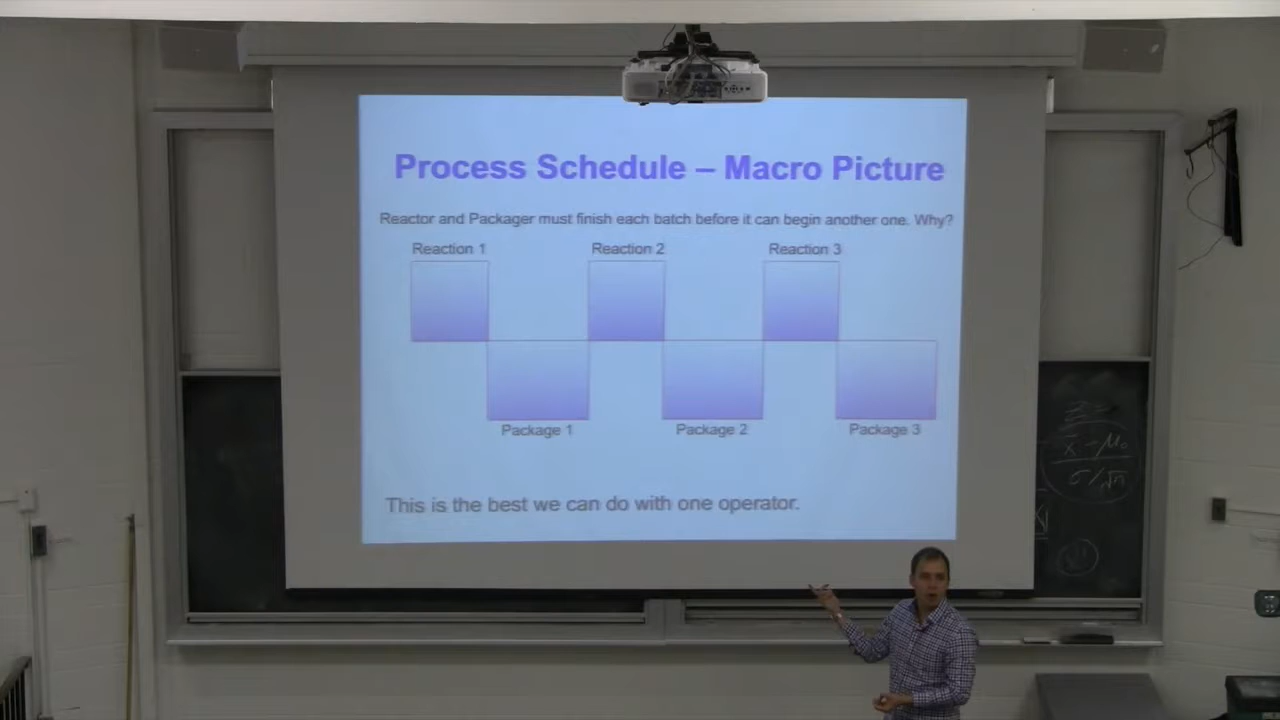 Process Schedule – Macro Picture
Reactor and Packager must finish each batch before it can begin another one. Why?
Reaction 1 Reaction 2 Reaction 3
Package 1 Package 2 Package 3
This is the best we can do with one operator.
x̄ - μ₀
σ/√n